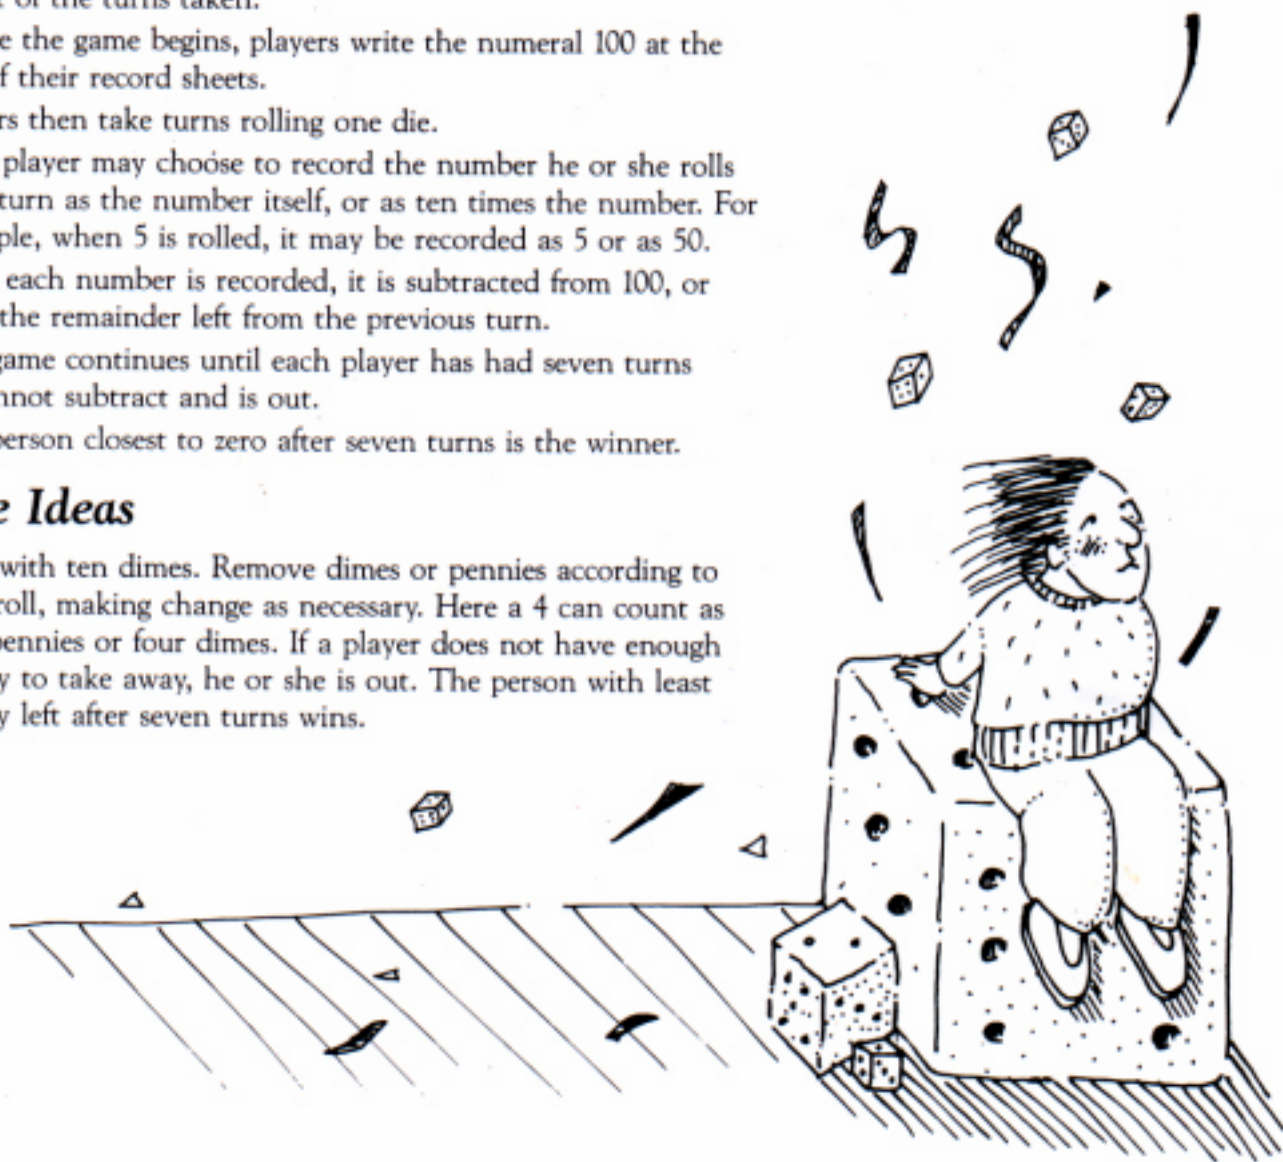 of the turns taken.
e the game begins, players write the numeral 100 at the
f their record sheets.
rs then take turns rolling one die.
player may choose to record the number he or she rolls
turn as the number itself, or as ten times the number. For
ple, when 5 is rolled, it may be recorded as 5 or as 50.
each number is recorded, it is subtracted from 100, or
the remainder left from the previous turn.
game continues until each player has had seven turns
nnot subtract and is out.
person closest to zero after seven turns is the winner.
e Ideas
with ten dimes. Remove dimes or pennies according to
roll, making change as necessary. Here a 4 can count as
pennies or four dimes. If a player does not have enough
y to take away, he or she is out. The person with least
y left after seven turns wins.